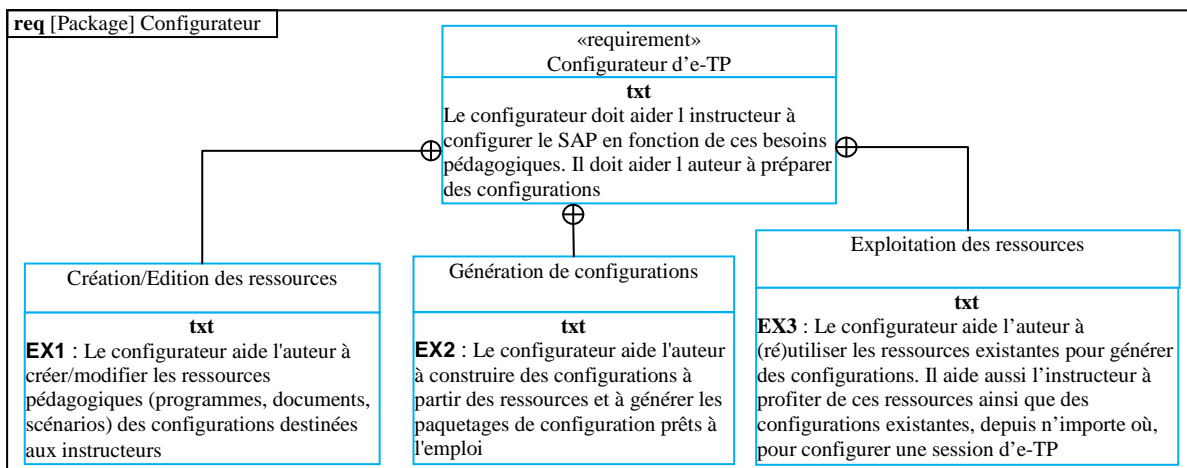 req [Package] Configurateur
«requirement»
Configurateur d’e-TP
txt
Le configurateur doit aider l instructeur à
configurer le SAP en fonction de ces besoins
pédagogiques. Il doit aider l auteur à préparer
des configurations
Création/Edition des ressources
txt
EX1 : Le configurateur aide l'auteur à
créer/modifier les ressources
pédagogiques (programmes, documents,
scénarios) des configurations destinées
aux instructeurs
Génération de configurations
txt
EX2 : Le configurateur aide l'auteur
à construire des configurations à
partir des ressources et à générer les
paquetages de configuration prêts à
l'emploi
Exploitation des ressources
txt
EX3 : Le configurateur aide l’auteur à
(ré)utiliser les ressources existantes pour générer
des configurations. Il aide aussi l’instructeur à
profiter de ces ressources ainsi que des
configurations existantes, depuis n’importe où,
pour configurer une session d’e-TP